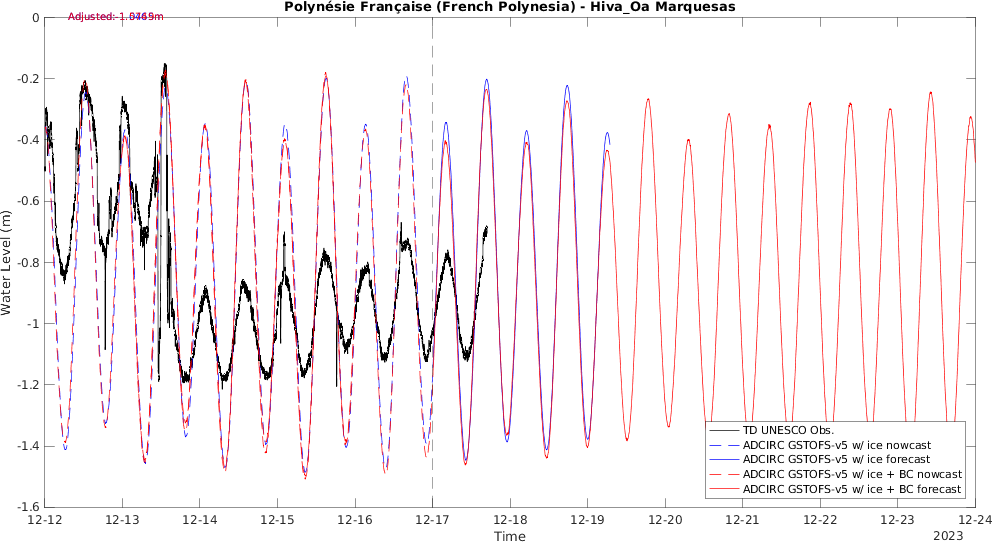 Polynésie Française (French Polynesia) - Hiva_Oa Marquesas
Adjusted:
0
-0.2
-0.4
-0.6
-0.8
-1
-1.2
-1.4
-1.6
Water Level (m)
TD UNESCO Obs.
ADCIRC GSTOFS-v5 w/ ice nowcast
ADCIRC GSTOFS-v5 w/ ice forecast
ADCIRC GSTOFS-v5 w/ ice + BC nowcast
ADCIRC GSTOFS-v5 w/ ice + BC forecast
12-12 12-13 12-14 12-15 12-16 12-17 12-18 12-19 12-20 12-21 12-22 12-23 12-24
Time
2023